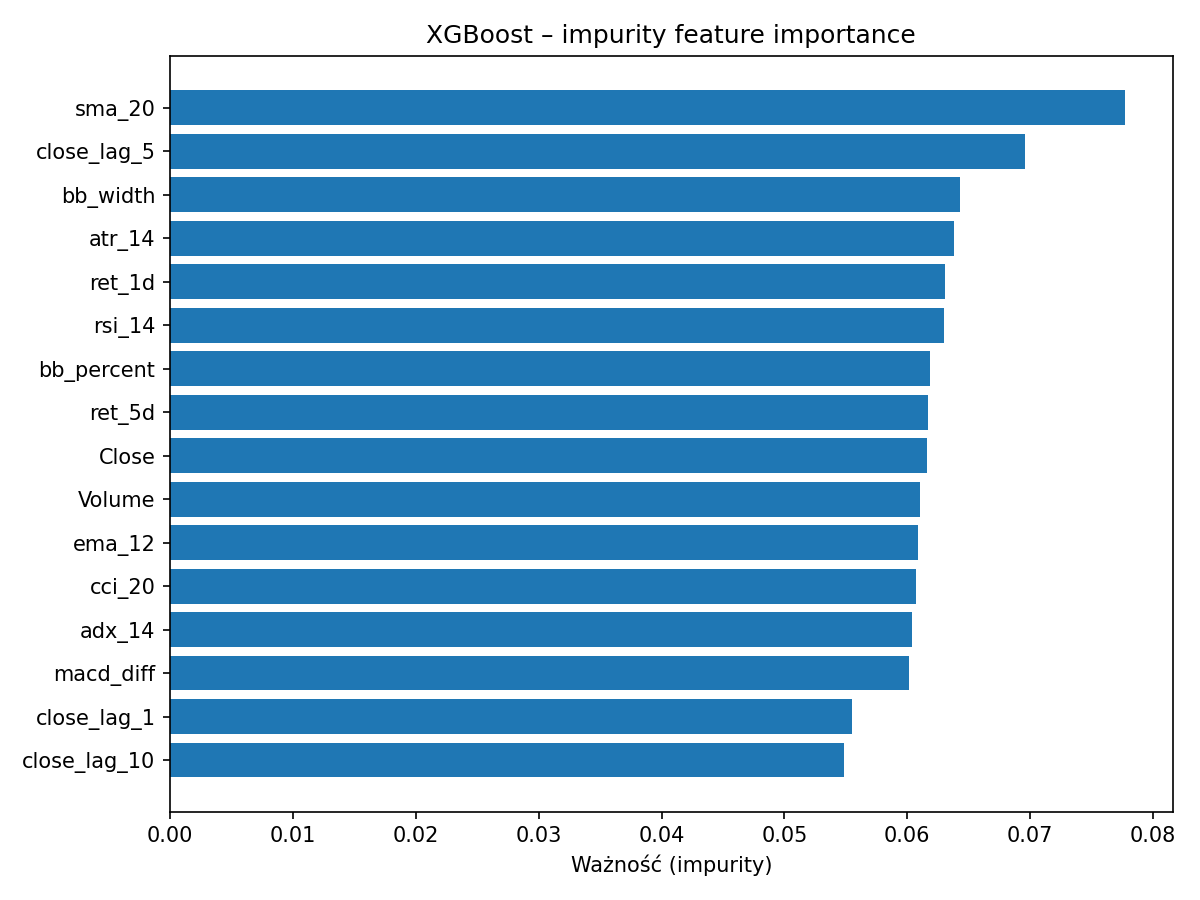 XGBoost – impurity feature importance
sma_20
close_lag_5
bb_width
atr_14
ret_1d
rsi_14
bb_percent
ret_5d
Close
Volume
ema_12
cci_20
adx_14
macd_diff
close_lag_1
close_lag_10
0.00 0.01 0.02 0.03 0.04 0.05 0.06 0.07 0.08
Ważność (impurity)